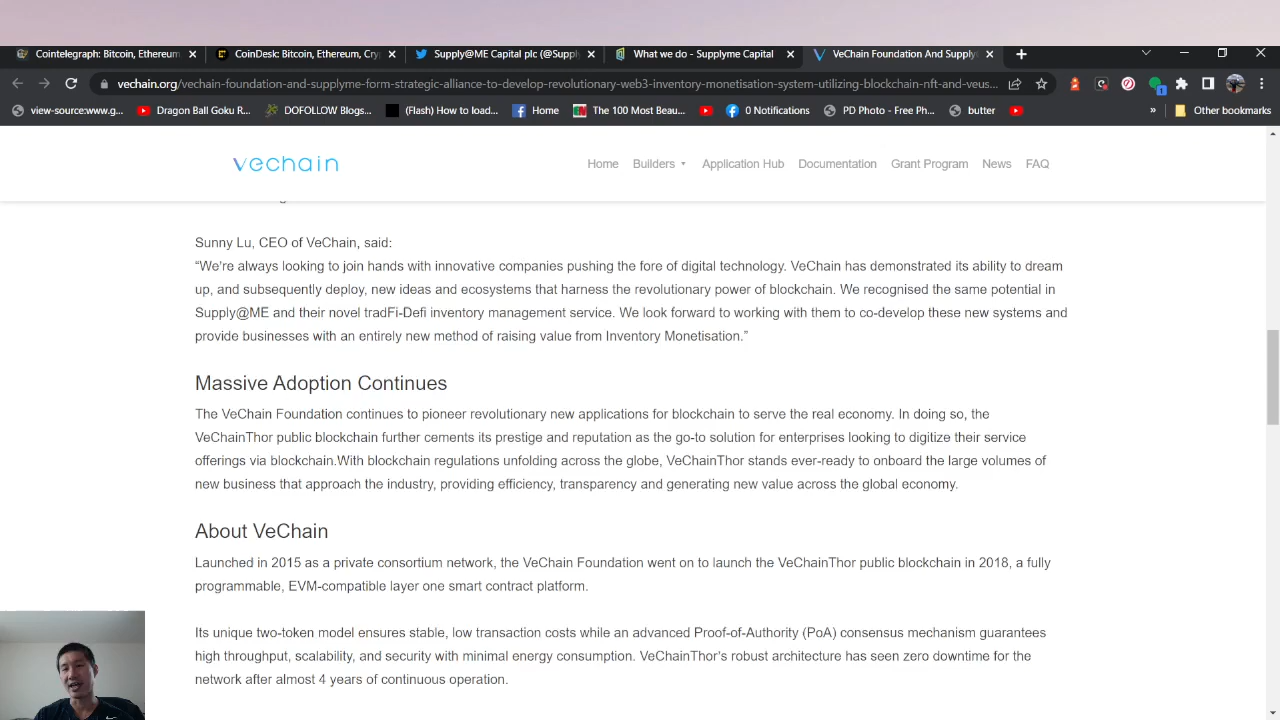 Cointelegraph: Bitcoin, Ethereum
CoinDesk: Bitcoin, Ethereum, Cry
Supply@ME Capital plc (@Suppl
What we do - Supplyme Capital
VeChain Foundation And Supply
vechain.org/vechain-foundation-and-supplyme-form-strategic-alliance-to-develop-revolutionary-web3-inventory-monetisation-system-utilizing-blockchain-nft-and-veus...
view-source:www.g...
Dragon Ball Goku R...
DOFOLLOW Blogs...
(Flash) How to load...
Home
The 100 Most Beau...
0 Notifications
PD Photo - Free Ph...
butter
»
Other bookmarks
vechain
Home
Builders
Application Hub
Documentation
Grant Program
News
FAQ
Sunny Lu, CEO of VeChain, said:
“We're always looking to join hands with innovative companies pushing the fore of digital technology. VeChain has demonstrated its ability to dream
up, and subsequently deploy, new ideas and ecosystems that harness the revolutionary power of blockchain. We recognised the same potential in
Supply@ME and their novel tradFi-Defi inventory management service. We look forward to working with them to co-develop these new systems and
provide businesses with an entirely new method of raising value from Inventory Monetisation.”
Massive Adoption Continues
The VeChain Foundation continues to pioneer revolutionary new applications for blockchain to serve the real economy. In doing so, the
VeChainThor public blockchain further cements its prestige and reputation as the go-to solution for enterprises looking to digitize their service
offerings via blockchain.With blockchain regulations unfolding across the globe, VeChainThor stands ever-ready to onboard the large volumes of
new business that approach the industry, providing efficiency, transparency and generating new value across the global economy.
About VeChain
Launched in 2015 as a private consortium network, the VeChain Foundation went on to launch the VeChainThor public blockchain in 2018, a fully
programmable, EVM-compatible layer one smart contract platform.
Its unique two-token model ensures stable, low transaction costs while an advanced Proof-of-Authority (PoA) consensus mechanism guarantees
high throughput, scalability, and security with minimal energy consumption. VeChainThor's robust architecture has seen zero downtime for the
network after almost 4 years of continuous operation.